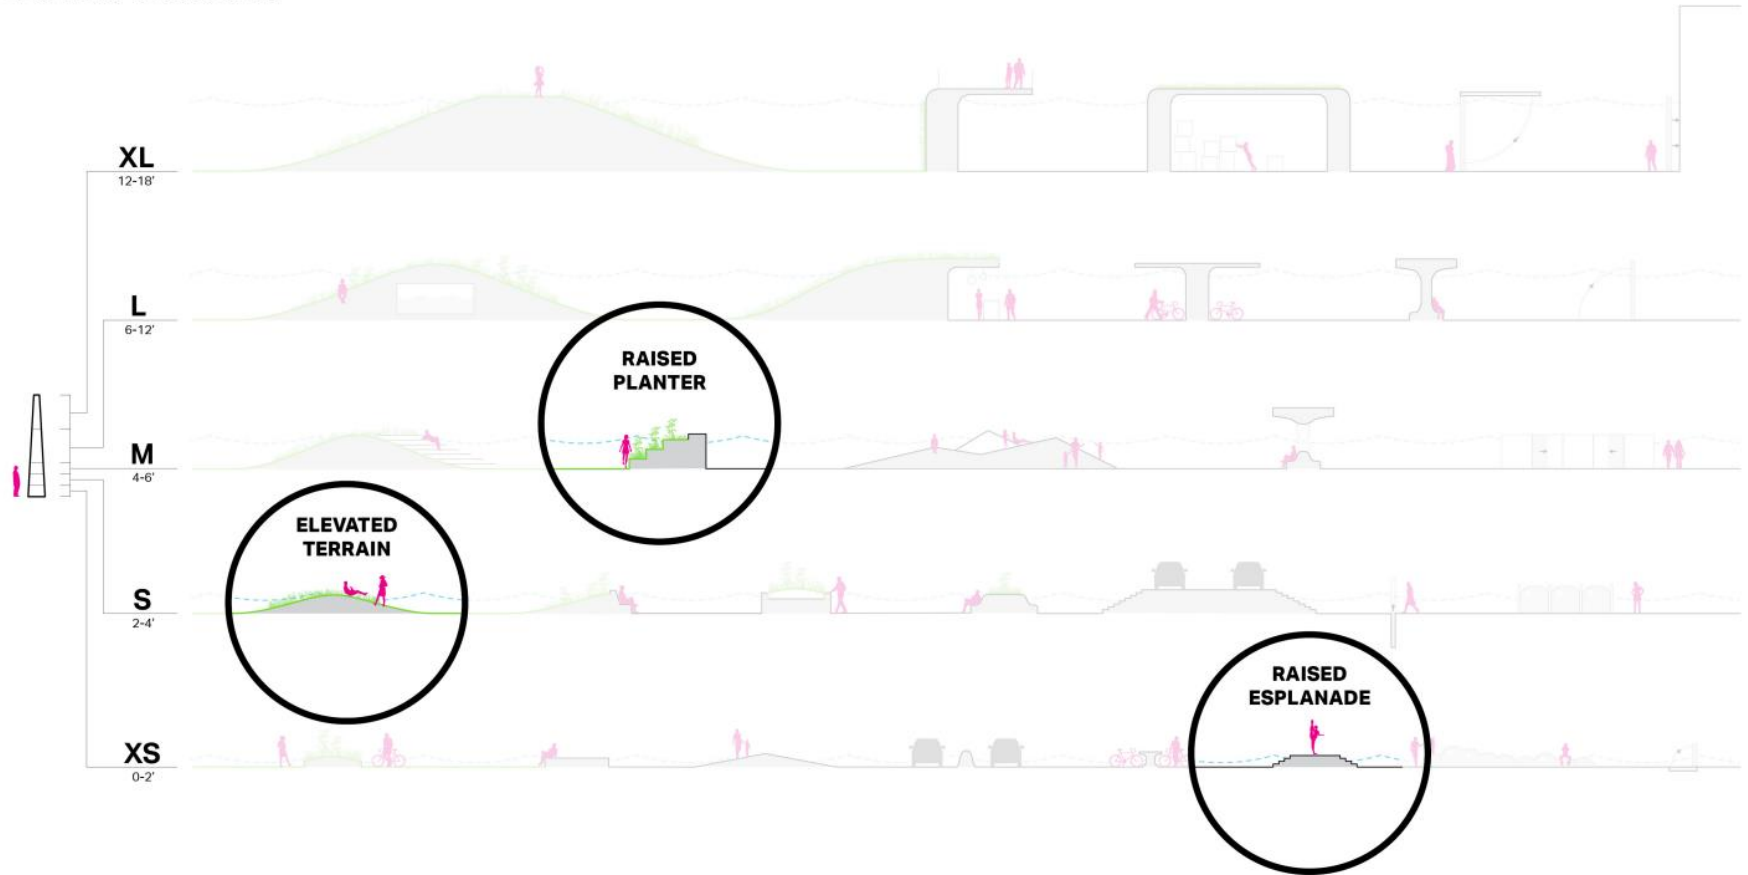 XL
12-18'
L
6-12'
RAISED
PLANTER
M
4-6'
ELEVATED
TERRAIN
S
2-4'
RAISED
ESPLANADE
XS
0-2'